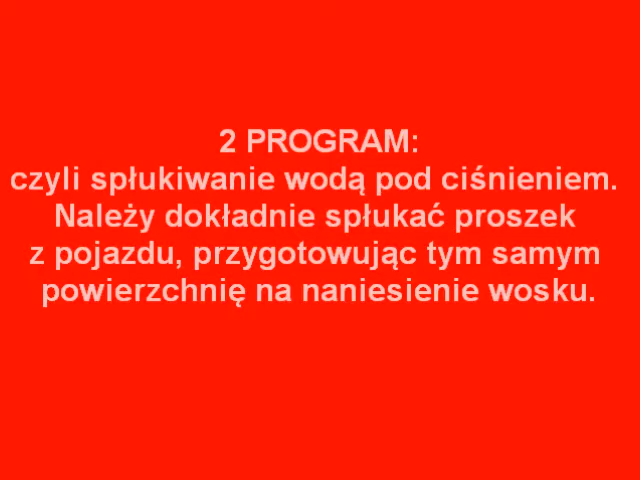 2 PROGRAM:
czyli spłukiwanie wodą pod ciśnieniem.
Należy dokładnie spłukać proszek
z pojazdu, przygotowując tym samym
powierzchnię na naniesienie wosku.